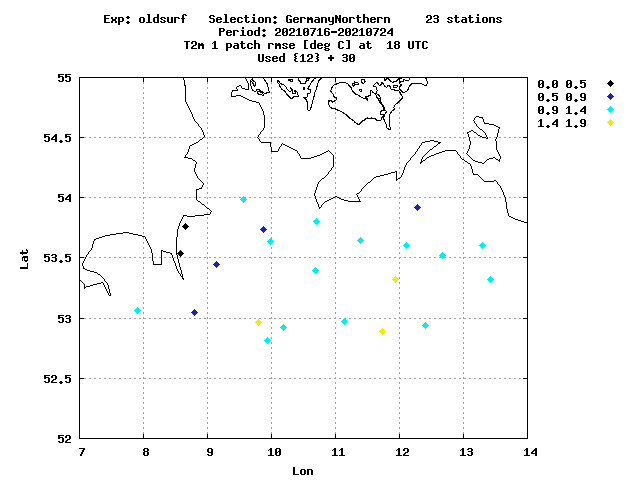 Exp: oldsurf   Selection: GermanyNorthern     23 stations
Period: 20210716-20210724
T2m 1 patch rmse [deg C] at  18 UTC
Used {12} + 30
0.0 0.5
0.5 0.9
0.9 1.4
1.4 1.9
55
54.5
54
53.5
53
52.5
52
Lat
7 8 9 10 11 12 13 14
Lon